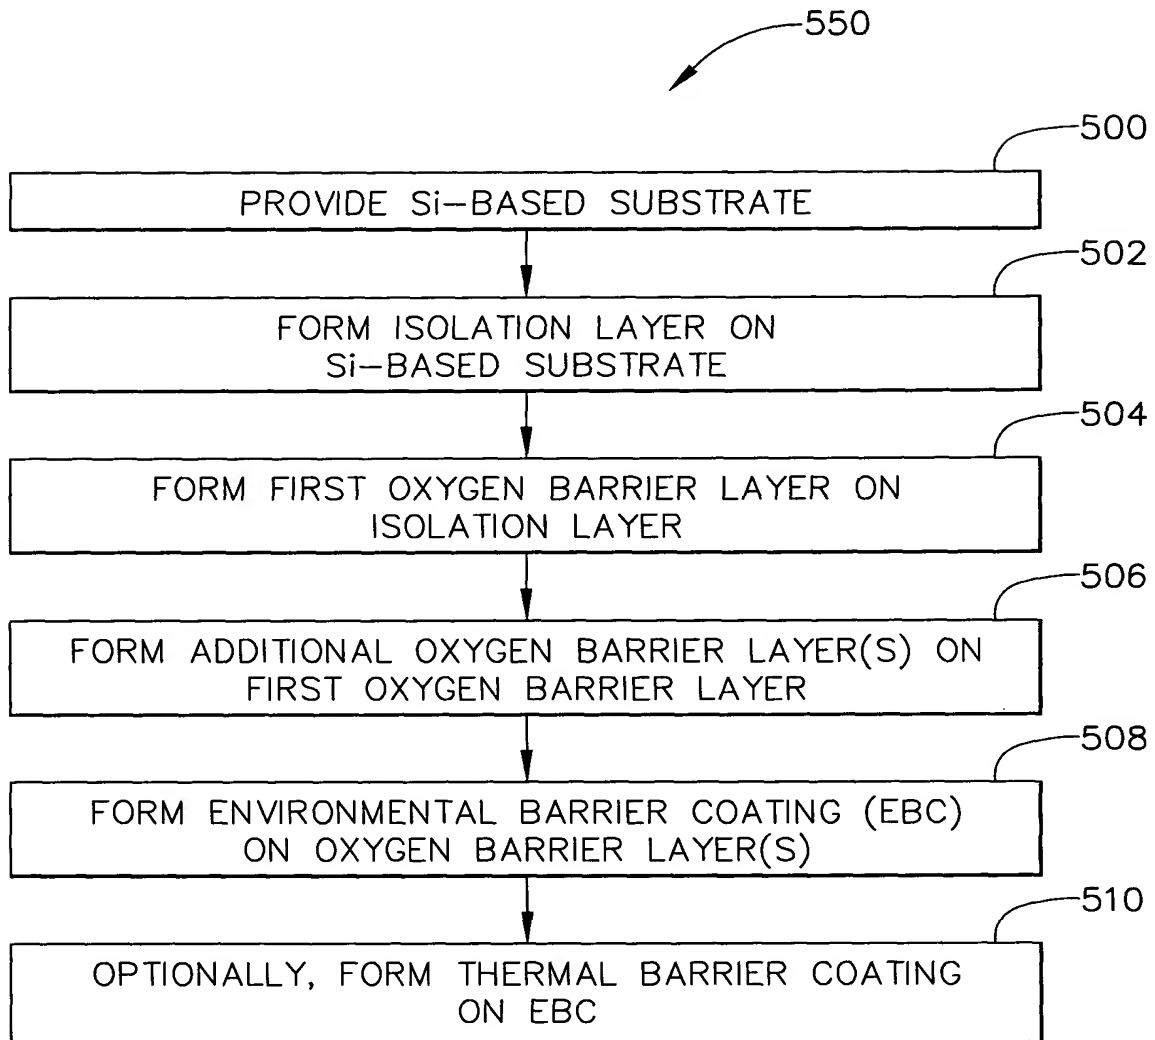 550
500
PROVIDE Si-BASED SUBSTRATE
502
FORM ISOLATION LAYER ON
Si-BASED SUBSTRATE
504
FORM FIRST OXYGEN BARRIER LAYER ON
ISOLATION LAYER
506
FORM ADDITIONAL OXYGEN BARRIER LAYER(S) ON
FIRST OXYGEN BARRIER LAYER
508
FORM ENVIRONMENTAL BARRIER COATING (EBC)
ON OXYGEN BARRIER LAYER(S)
510
OPTIONALLY, FORM THERMAL BARRIER COATING
ON EBC